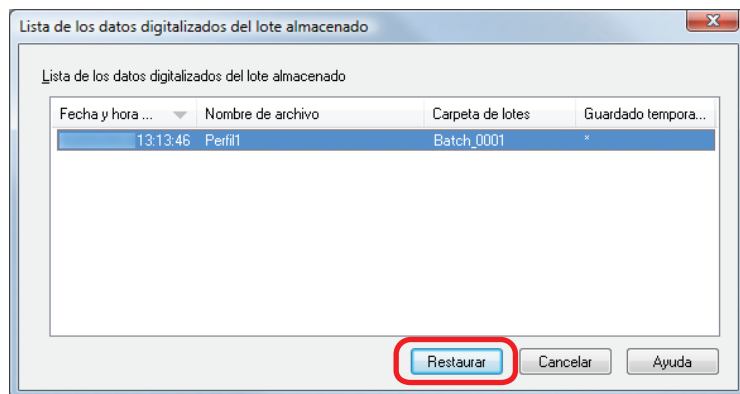 Lista de los datos digitalizados del lote almacenado
Lista de los datos digitalizados del lote almacenado
Fecha y hora ... Nombre de archivo Carpeta de lotes Guardado tempora...
13:13:46 Perfil1 Batch_0001 *
Restaurar Cancelar Ayuda